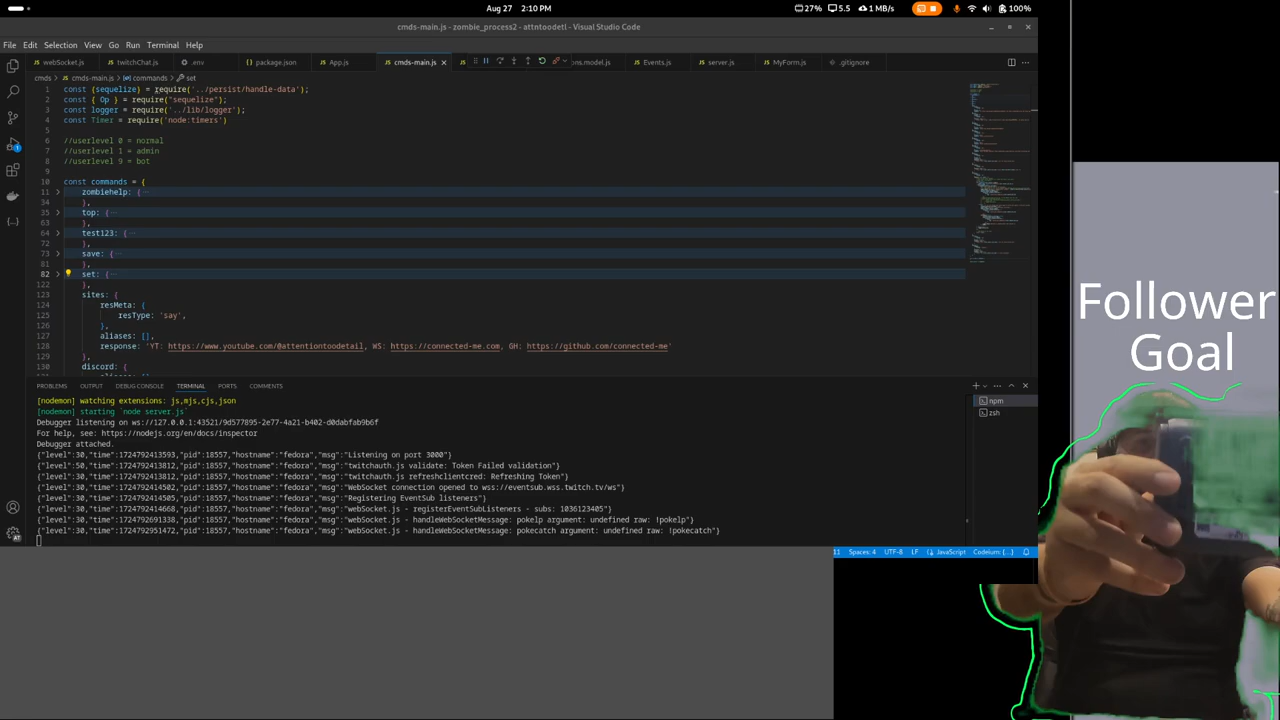 Aug 27 2:10 PM
27% 5.5 1 MB/s 100%
cmds-main.js - zombie_process2 - attntoodetl - Visual Studio Code
File Edit Selection View Go Run Terminal Help
webSocket.js twitchChat.js .env package.json App.js cmds-main.js ons.model.js Events.js server.js MyForm.js .gitignore
cmds cmds-main.js commands set
1 const {sequelize} = require('../persist/handle-data');
2 const { Op } = require("sequelize");
3 const logger = require('../lib/logger');
4 const Timer = require('node:timers')
5
6 //userlevel 0 = normal
7 //userlevel 1 = admin
8 //userlevel 9 = bot
9
10 const commands = {
11 zombiehelp: {
34 },
35 top: {
63 },
64 test123: {
72 },
73 save: {
81 },
82 set: {
122 },
123 sites: {
124 resMeta: {
125 resType: 'say',
126 },
127 aliases: [],
128 response: 'YT: https://www.youtube.com/@attentiontoodetail, WS: https://connected-me.com, GH: https://github.com/connected-me'
129 },
130 discord: {
PROBLEMS OUTPUT DEBUG CONSOLE TERMINAL PORTS COMMENTS
[nodemon] watching extensions: js,mjs,cjs,json
[nodemon] starting `node server.js`
Debugger listening on ws://127.0.0.1:43521/9d577895-2e77-4a21-b402-d0dabfab9b6f
For help, see: https://nodejs.org/en/docs/inspector
Debugger attached.
{"level":30,"time":1724792413593,"pid":18557,"hostname":"fedora","msg":"Listening on port 3000"}
{"level":50,"time":1724792413812,"pid":18557,"hostname":"fedora","msg":"twitchauth.js validate: Token Failed validation"}
{"level":30,"time":1724792413812,"pid":18557,"hostname":"fedora","msg":"twitchauth.js refreshclientcred: Refreshing Token"}
{"level":30,"time":1724792414502,"pid":18557,"hostname":"fedora","msg":"WebSocket connection opened to wss://eventsub.wss.twitch.tv/ws"}
{"level":30,"time":1724792414505,"pid":18557,"hostname":"fedora","msg":"Registering EventSub listeners"}
{"level":30,"time":1724792414668,"pid":18557,"hostname":"fedora","msg":"webSocket.js - registerEventSubListeners - subs: 1036123405"}
{"level":30,"time":1724792691338,"pid":18557,"hostname":"fedora","msg":"webSocket.js - handleWebSocketMessage: pokelp argument: undefined raw: !pokelp"}
{"level":30,"time":1724792951472,"pid":18557,"hostname":"fedora","msg":"webSocket.js - handleWebSocketMessage: pokecatch argument: undefined raw: !pokecatch"}
npm
zsh
11 Spaces: 4 UTF-8 LF JavaScript Codeium: {...}
Follower
Goal